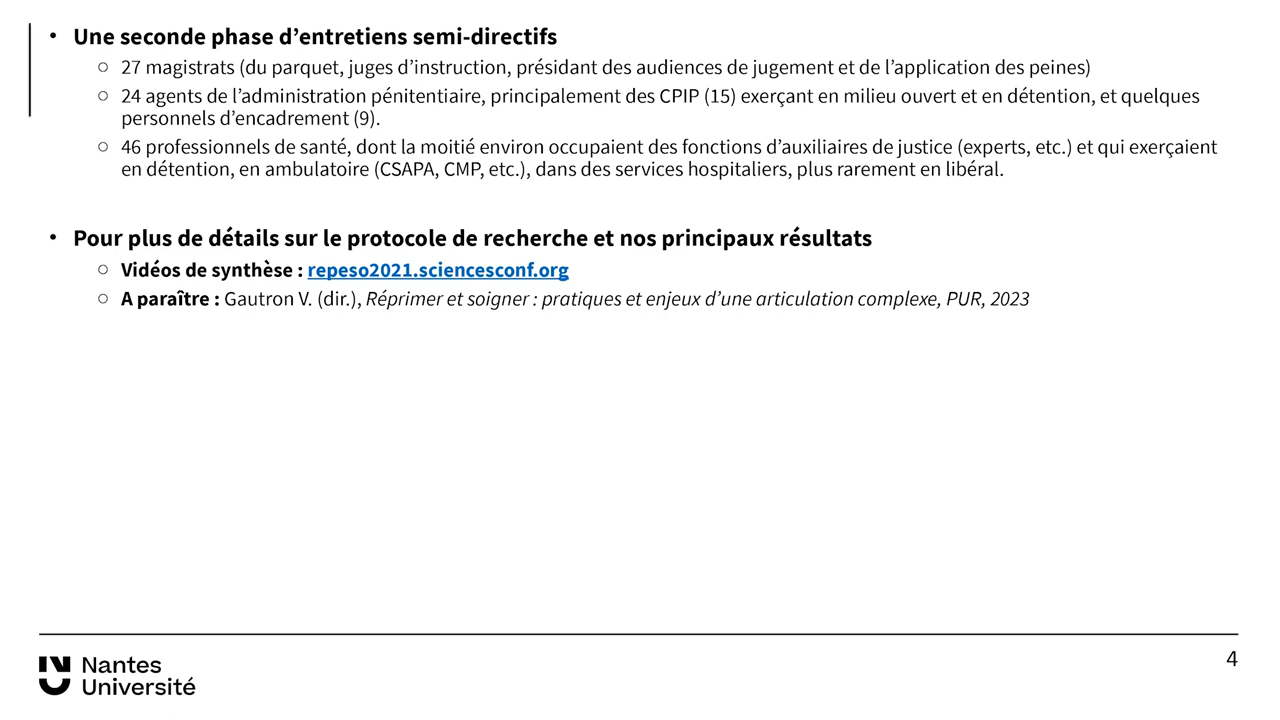 • Une seconde phase d’entretiens semi-directifs
○ 27 magistrats (du parquet, juges d’instruction, présidant des audiences de jugement et de l’application des peines)
○ 24 agents de l’administration pénitentiaire, principalement des CPIP (15) exerçant en milieu ouvert et en détention, et quelques
personnels d’encadrement (9).
○ 46 professionnels de santé, dont la moitié environ occupaient des fonctions d’auxiliaires de justice (experts, etc.) et qui exerçaient
en détention, en ambulatoire (CSAPA, CMP, etc.), dans des services hospitaliers, plus rarement en libéral.
• Pour plus de détails sur le protocole de recherche et nos principaux résultats
○ Vidéos de synthèse : repeso2021.sciencesconf.org
○ A paraître : Gautron V. (dir.), Réprimer et soigner : pratiques et enjeux d’une articulation complexe, PUR, 2023
4
Nantes
Université